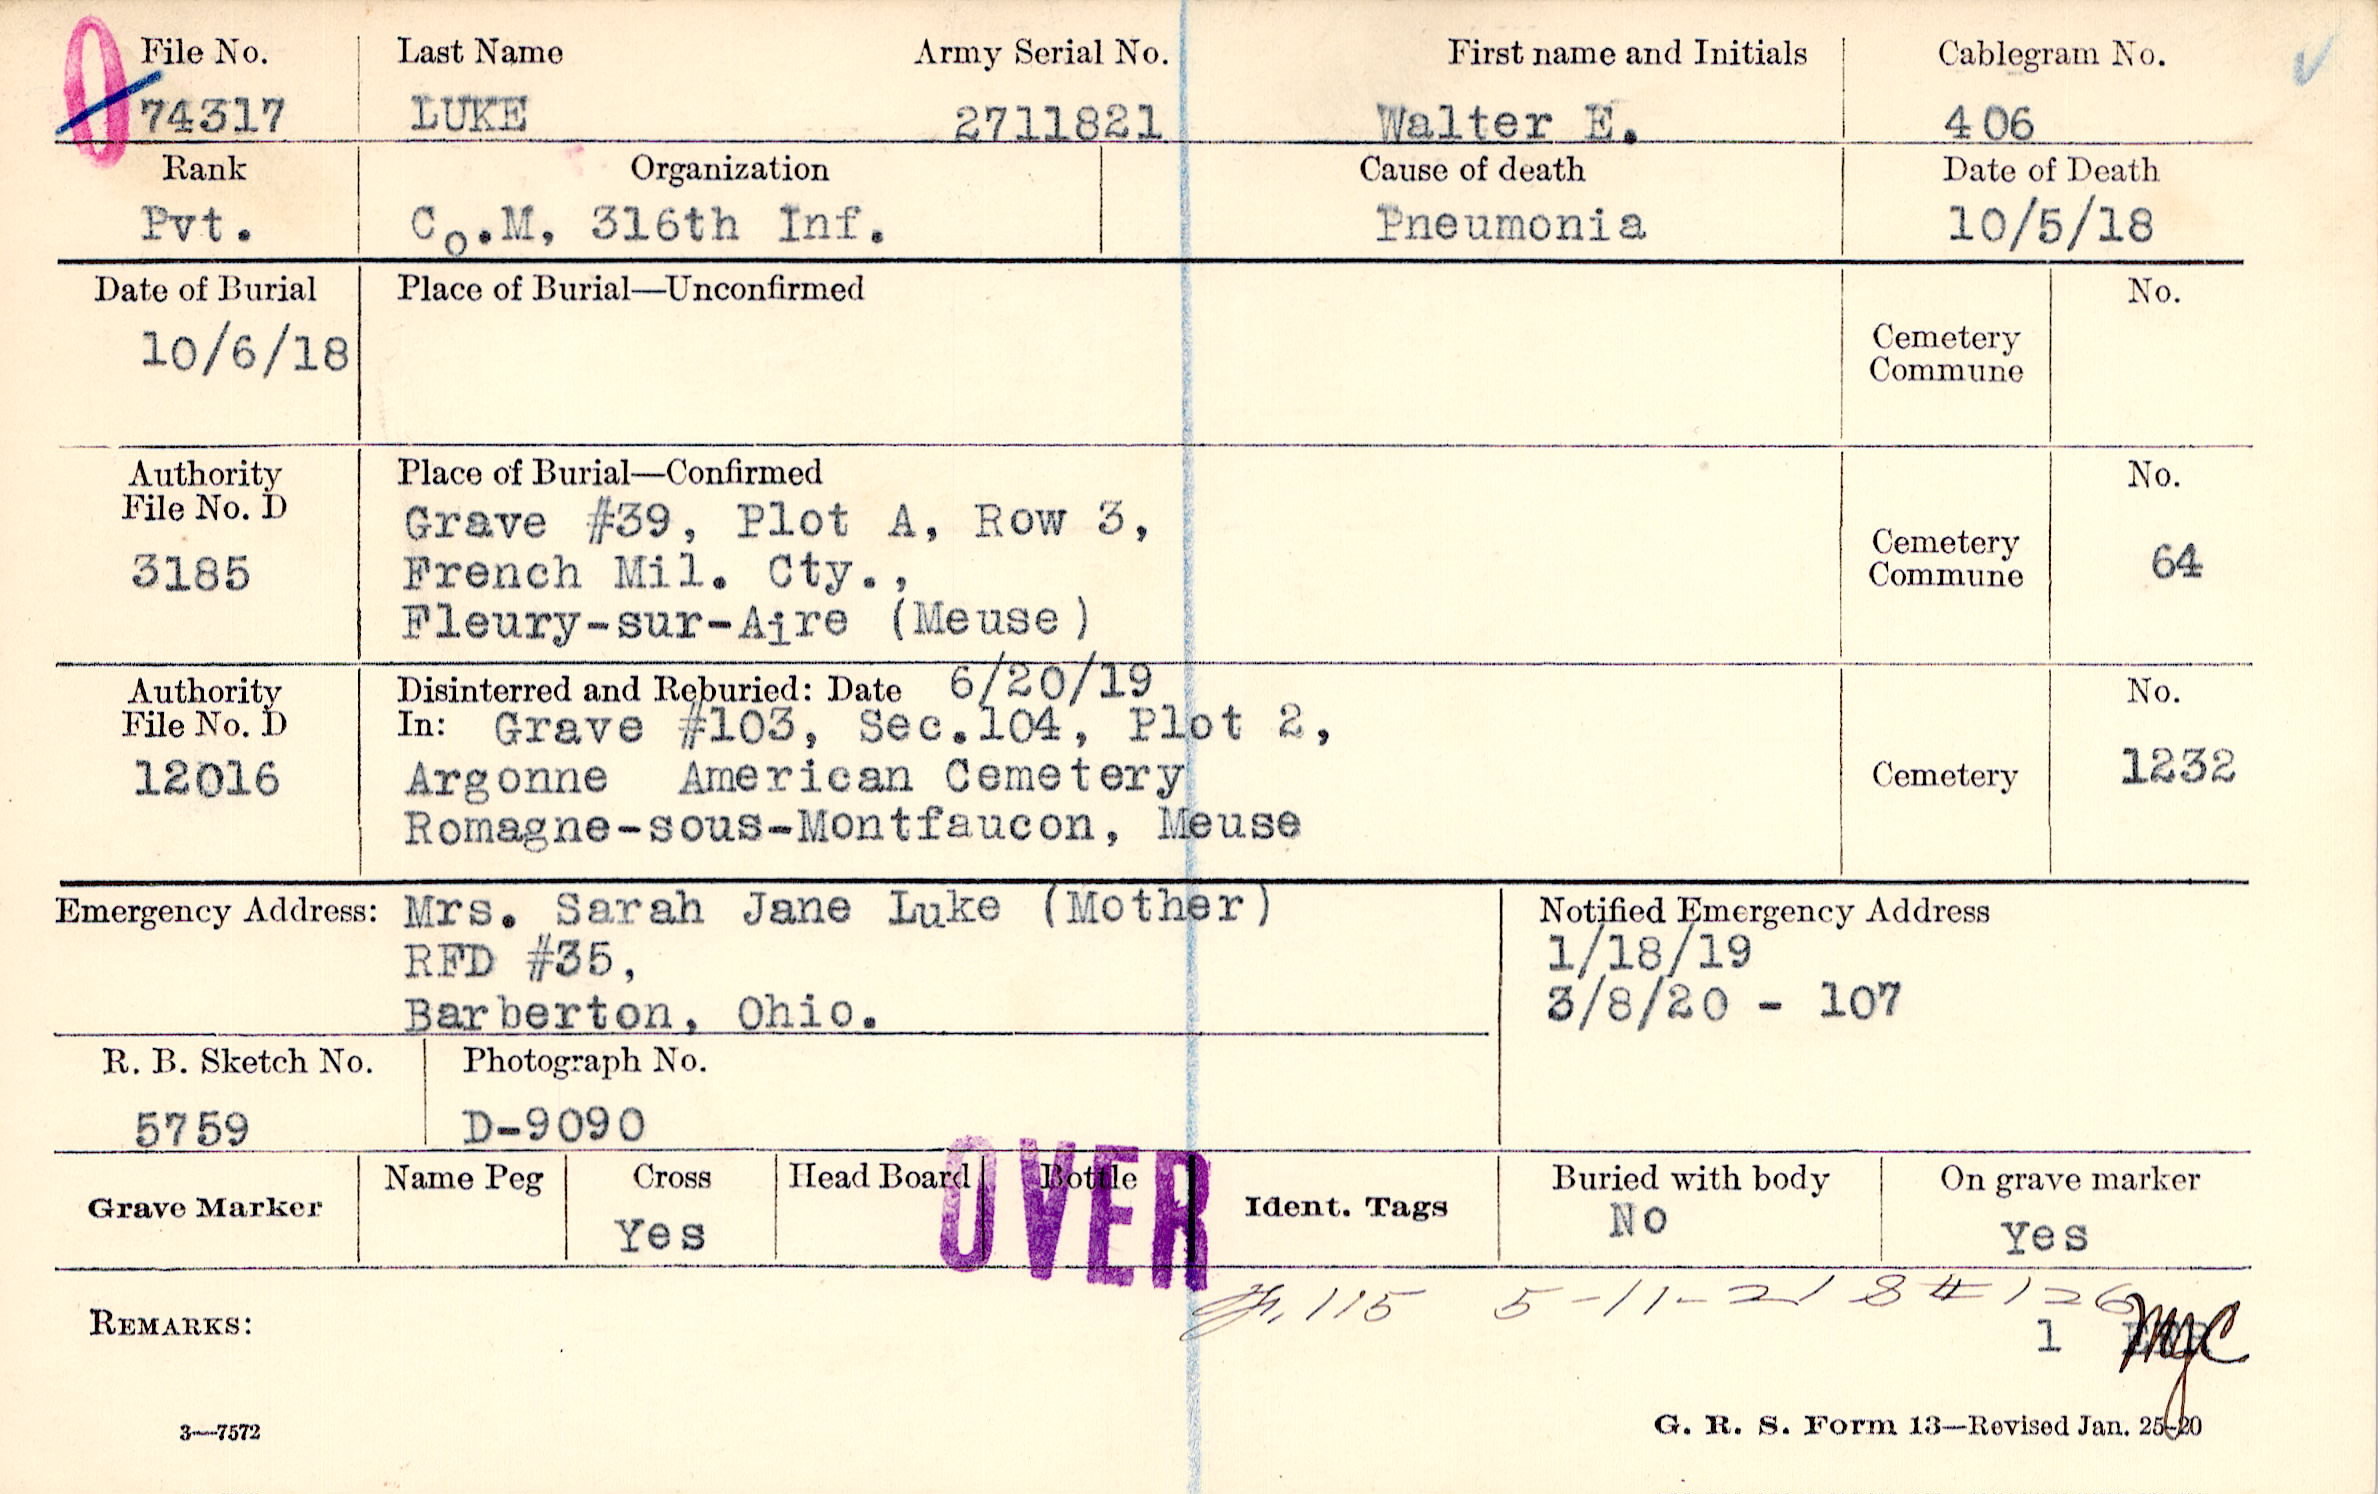 File No. Last Name Army Serial No. First name and Initials Cablegram No.
74317 LUKE 2711821 Walter E. 406
Rank Organization Cause of death Date of Death
Pvt. Co.M, 316th Inf. Pneumonia 10/5/18
Date of Burial Place of Burial—Unconfirmed No.
10/6/18
Cemetery
Commune
Authority Place of Burial—Confirmed No.
File No. D
3185
Grave #39, Plot A, Row 3,
French Mil. Cty.,
Fleury-sur-Aire (Meuse)
Cemetery
Commune
64
Authority Disinterred and Reburied: Date 6/20/19 No.
File No. D In: Grave #103, Sec.104, Plot 2,
12016 Argonne American Cemetery Cemetery 1232
Romagne-sous-Montfaucon, Meuse
Emergency Address: Mrs. Sarah Jane Luke (Mother)
RFD #35,
Barberton, Ohio.
Notified Emergency Address
1/18/19
3/8/20 - 107
R. B. Sketch No. Photograph No.
5759 D-9090
Grave Marker Name Peg Cross Head Board Bottle Ident. Tags Buried with body On grave marker
Yes No Yes
OVER
115 5-11-21 8 # 126
REMARKS:
1 MJC
3—7572 G. R. S. Form 13—Revised Jan. 25-20